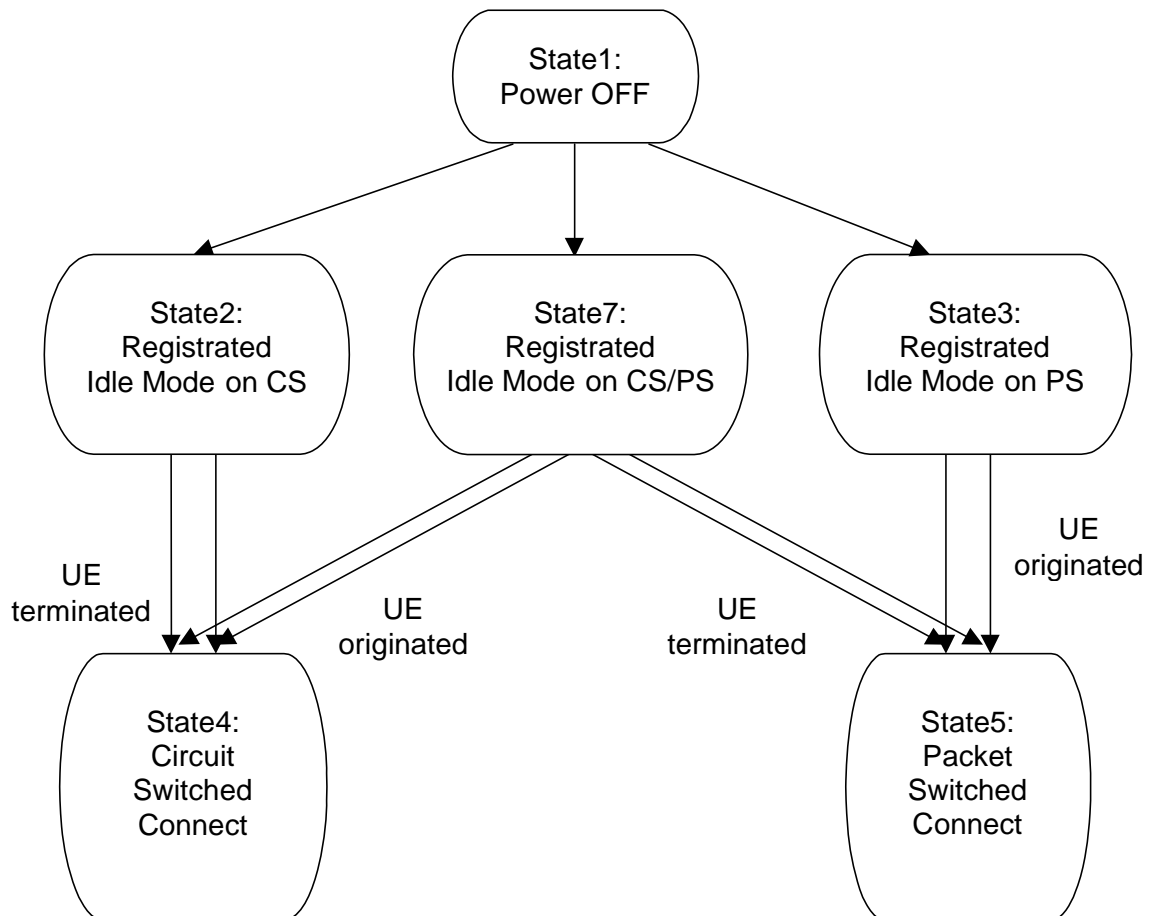 State1:
Power OFF
State2:
Registrated
Idle Mode on CS
State7:
Registrated
Idle Mode on CS/PS
State3:
Registrated
Idle Mode on PS
UE
terminated
UE
originated
UE
terminated
UE
originated
State4:
Circuit
Switched
Connect
State5:
Packet
Switched
Connect